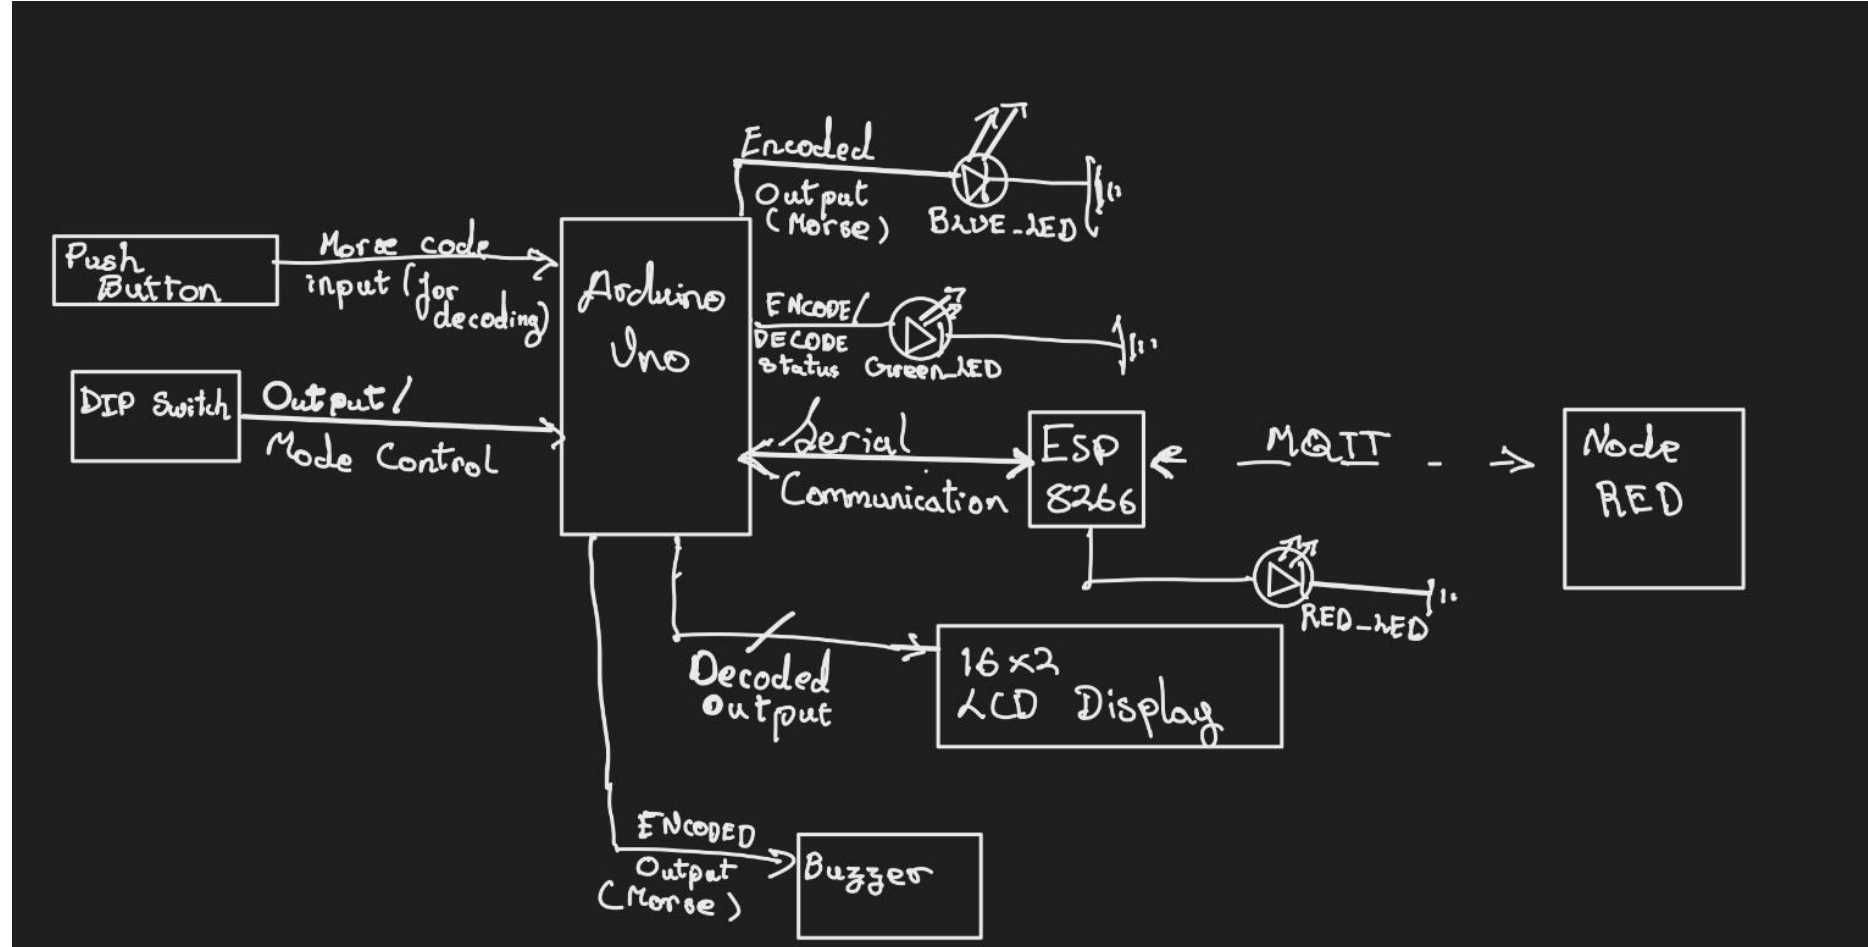 Encoded
Output
(Morse)
BLUE_LED
Push
Button
Morse code
input (for
decoding)
Arduino
Uno
ENCODE/
DECODE
status
Green_LED
DIP Switch
Output/
Mode Control
Serial
Communication
ESP
8266
MQTT
Node
RED
RED_LED
Decoded
Output
16x2
LCD Display
ENCODED
Output
(Morse)
Buzzer